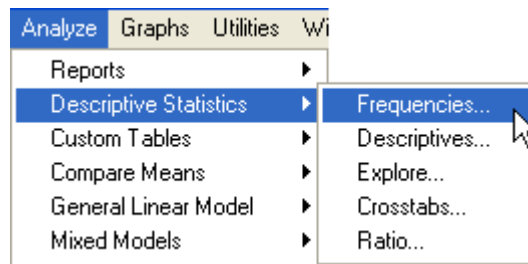 Analyze Graphs Utilities Wi
Reports
Descriptive Statistics
Custom Tables
Compare Means
General Linear Model
Mixed Models
Frequencies...
Descriptives...
Explore...
Crosstabs...
Ratio...